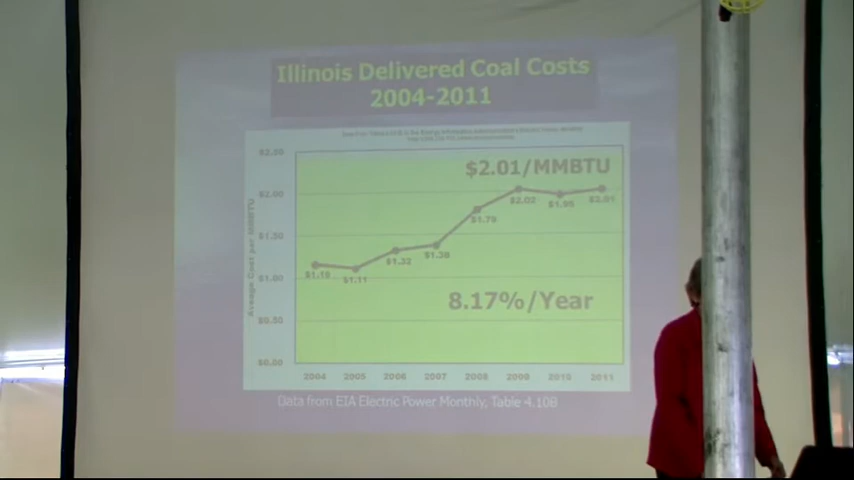 Illinois Delivered Coal Costs
2004-2011
$2.50
$2.01/MMBTU
$2.00
$2.02
$1.95
$2.01
$1.79
$1.50
$1.32
$1.38
$1.16
$1.11
$1.00
8.17%/Year
$0.50
$0.00
Average Cost per MMBTU
2004 2005 2006 2007 2008 2009 2010 2011
Data from EIA Electric Power Monthly, Table 4.10B